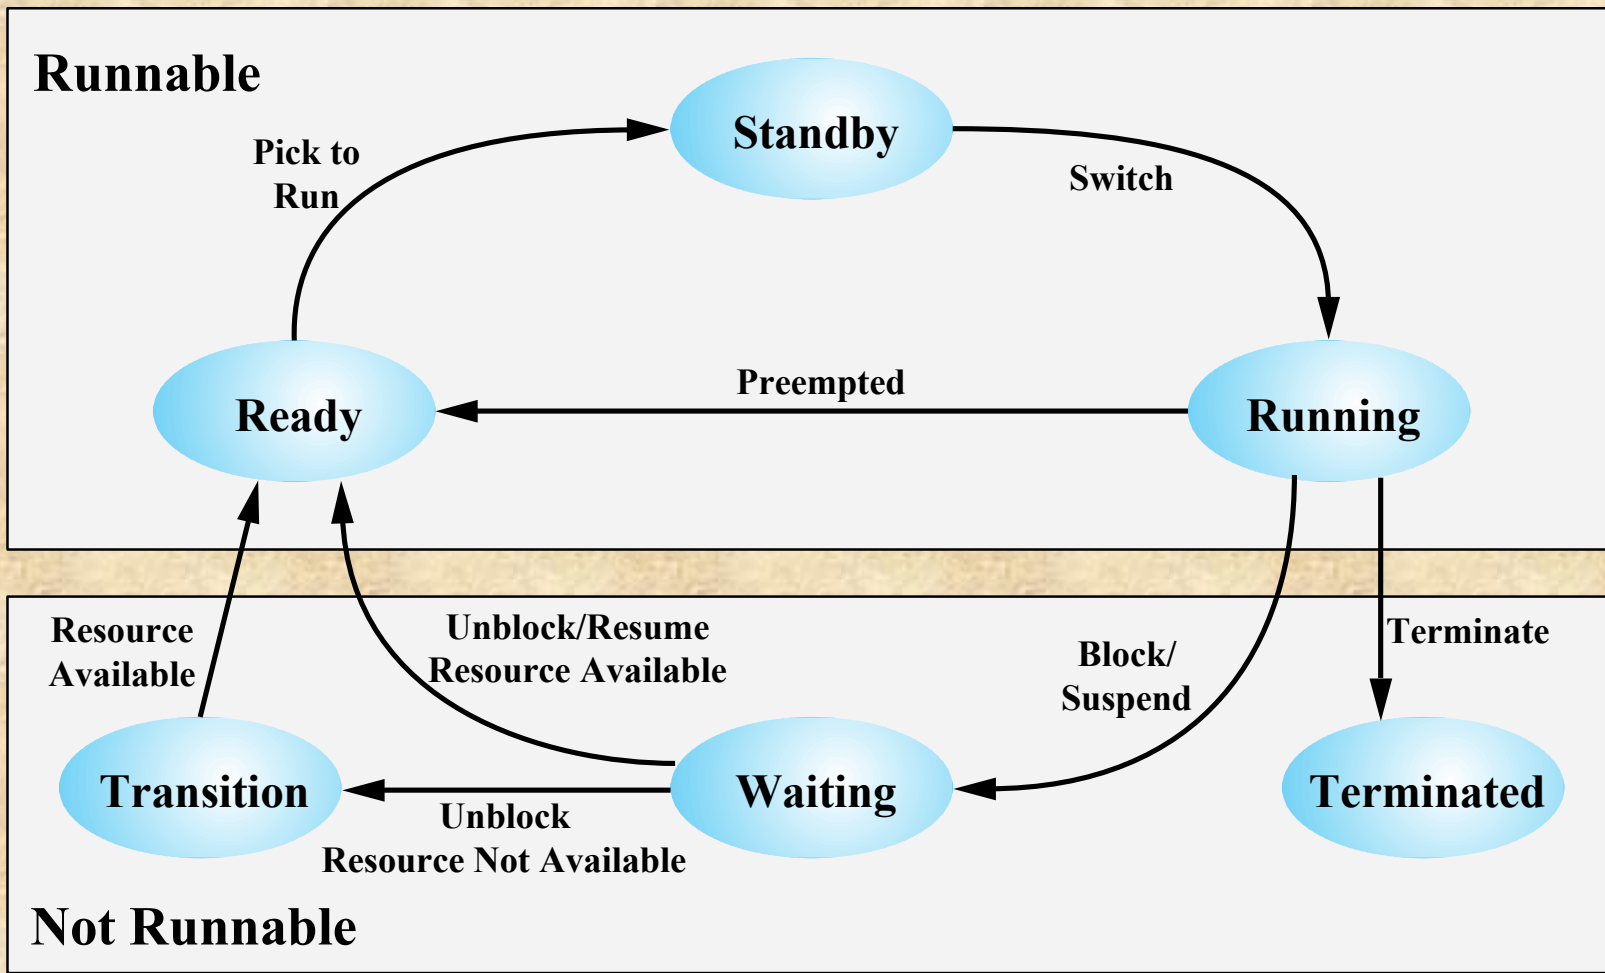 Runnable
Standby
Pick to
Run
Switch
Preempted
Ready
Running
Resource
Available
Unblock/Resume
Resource Available
Block/
Suspend
Terminate
Transition
Waiting
Terminated
Unblock
Resource Not Available
Not Runnable